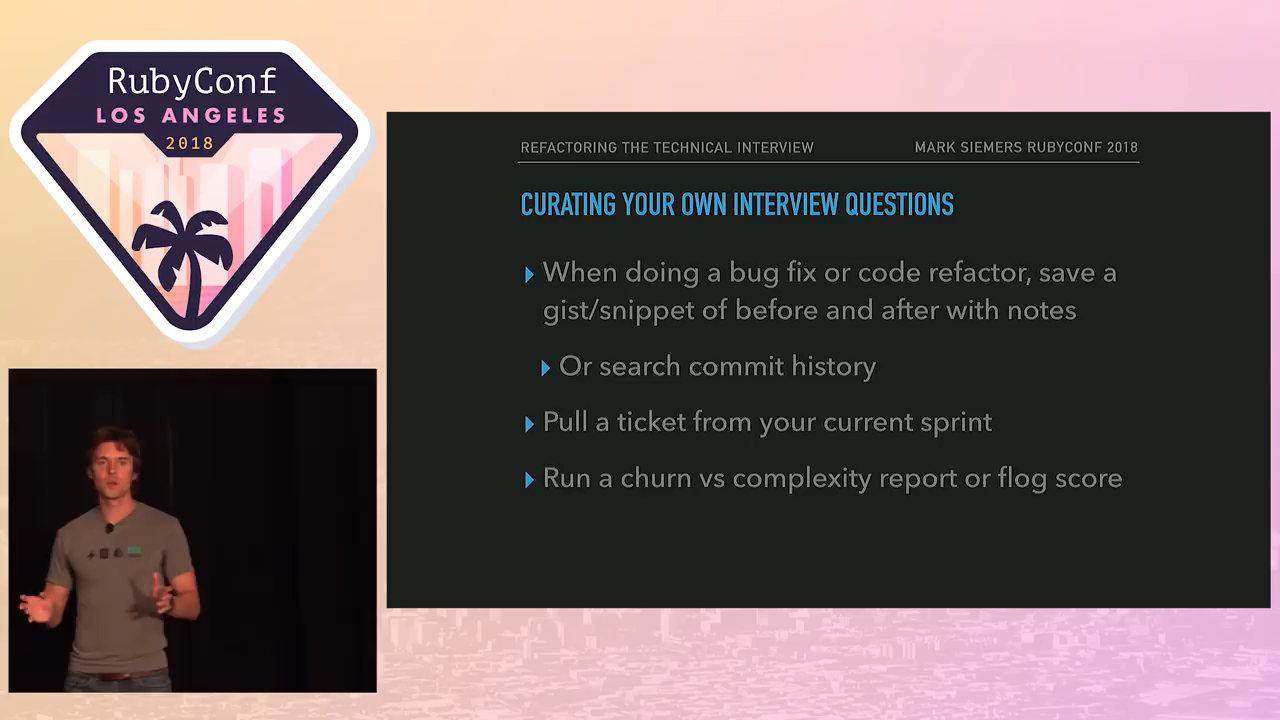 RubyConf
LOS ANGELES
2018
REFACTORING THE TECHNICAL INTERVIEW
MARK SIEMERS RUBYCONF 2018
CURATING YOUR OWN INTERVIEW QUESTIONS
When doing a bug fix or code refactor, save a
gist/snippet of before and after with notes
Or search commit history
Pull a ticket from your current sprint
Run a churn vs complexity report or flog score